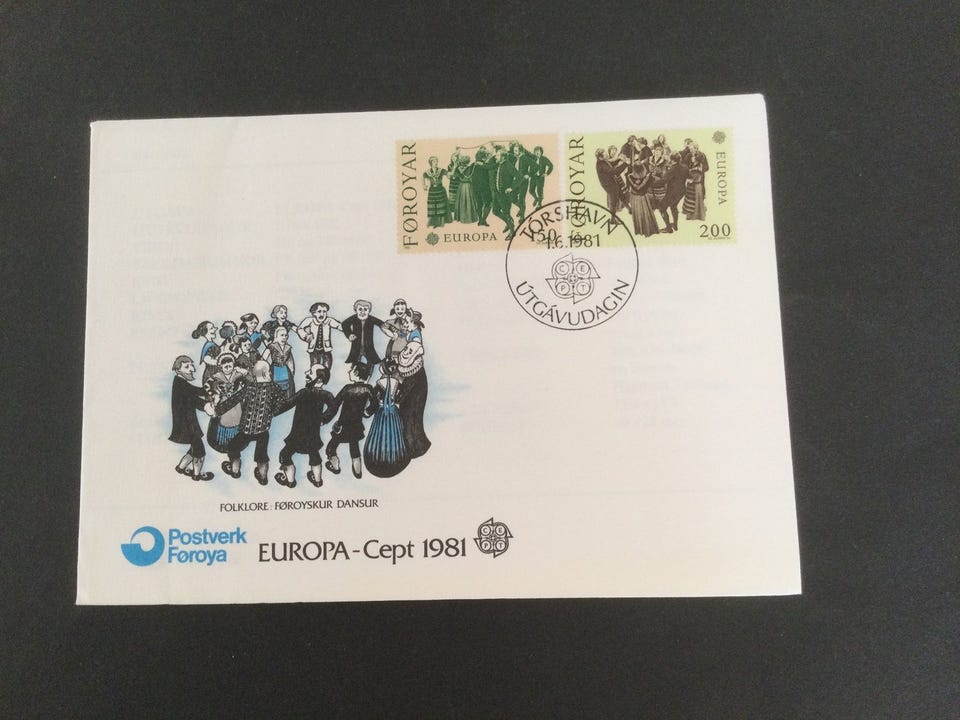 FØROYAR
EUROPA
150
FØROYAR
EUROPA
200
TÓRSHAVN
1.6.1981
CEPT
ÚTGÁVUDAGIN
FOLKLORE: FØROYSKUR DANSUR
Postverk
Føroya
EUROPA-Cept 1981
CEPT